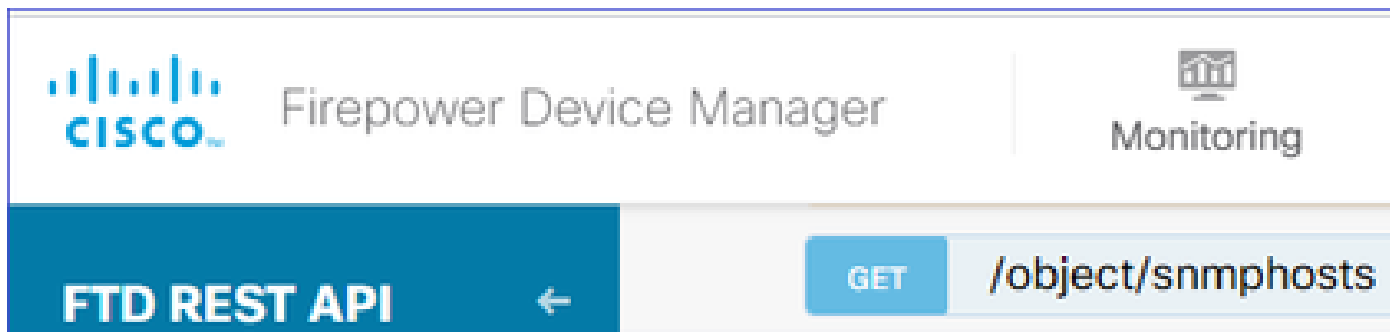 CISCO
Firepower Device Manager
Monitoring
FTD REST API
GET /object/snmphosts